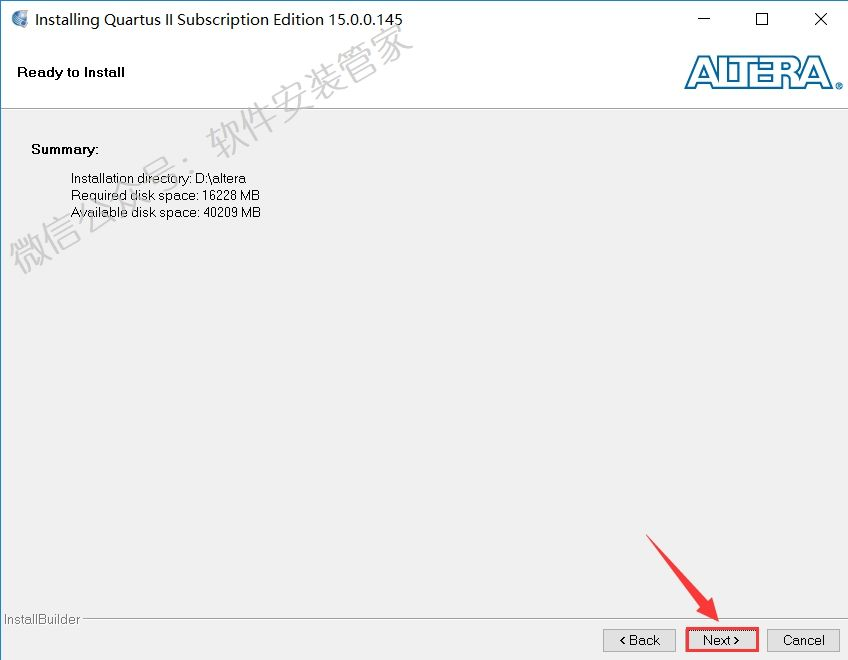 Installing Quartus II Subscription Edition 15.0.0.145
Ready to Install
ALTERA®
Summary:
Installation directory: D:\altera
Required disk space: 16228 MB
Available disk space: 40209 MB
微信公众号：软件安装管家
InstallBuilder
< Back
Next >
Cancel